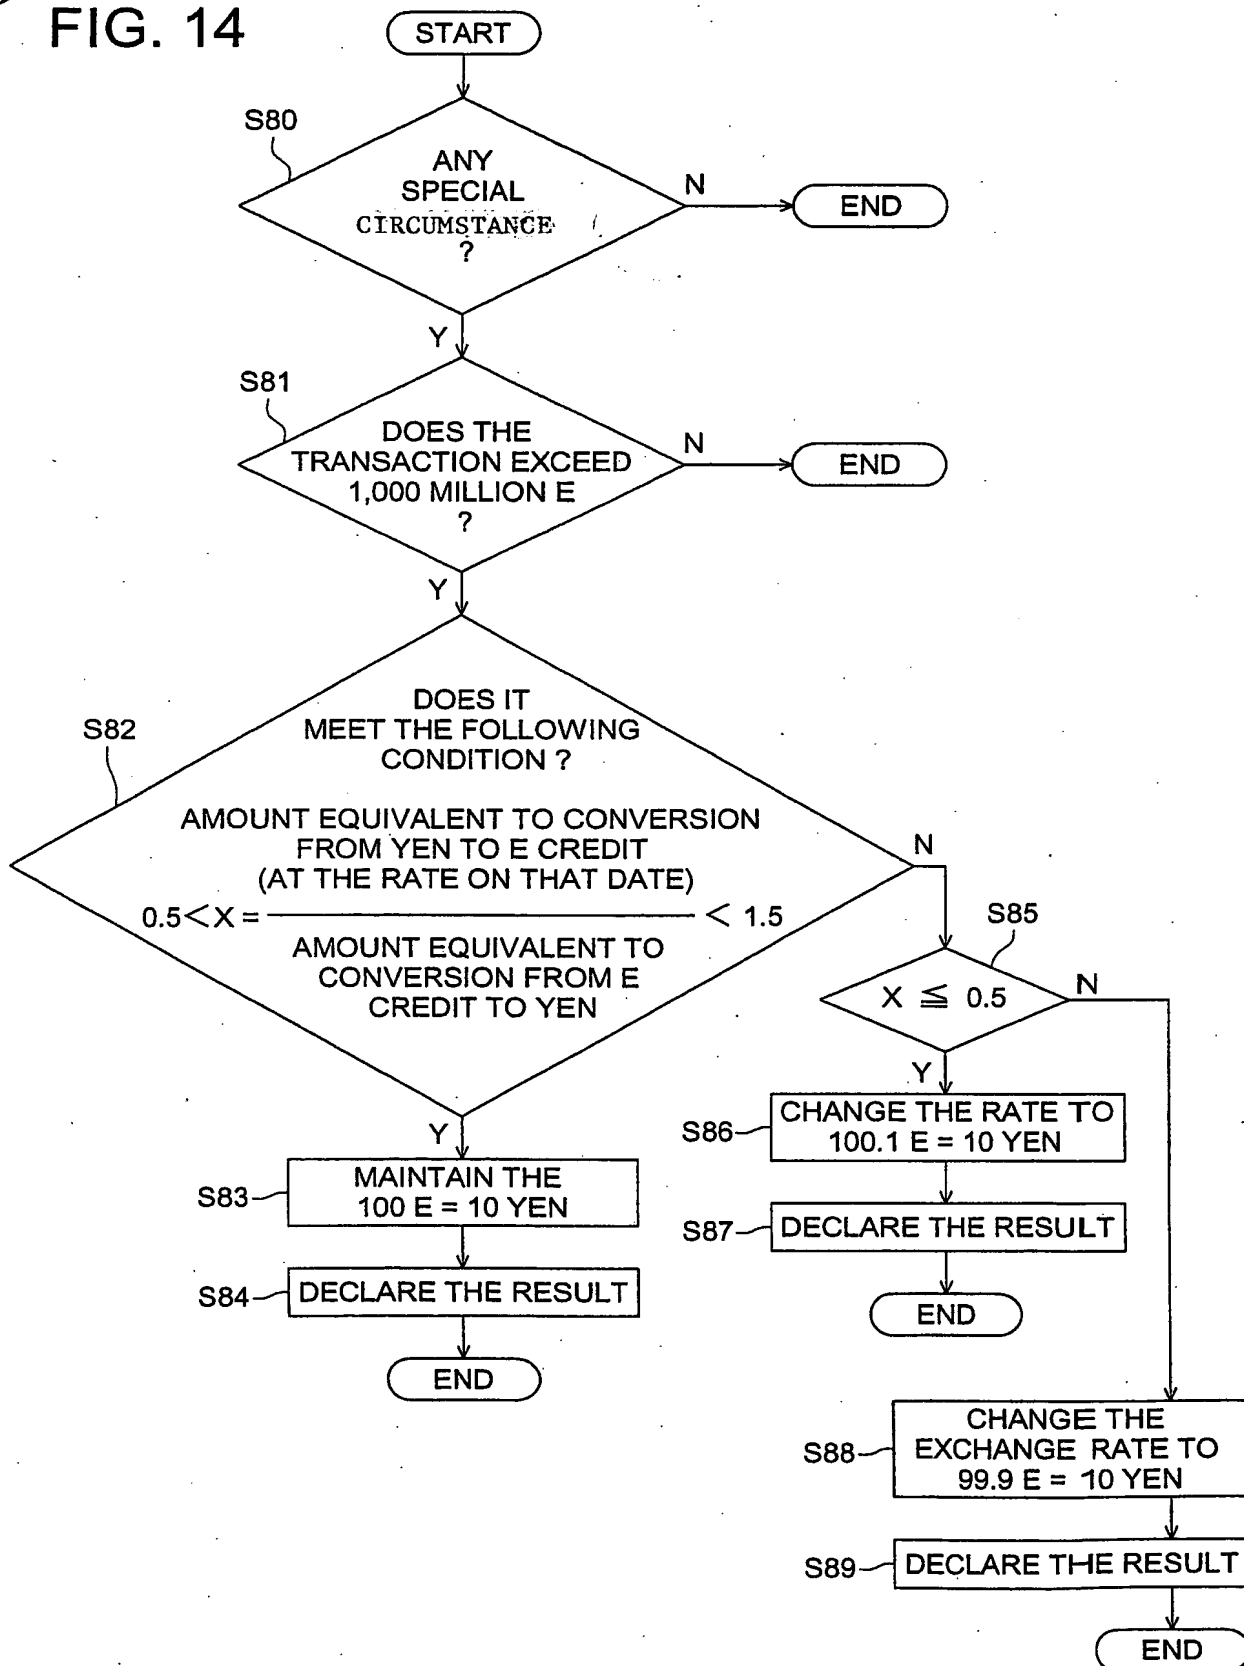 FIG. 14
START
S80
ANY
SPECIAL
CIRCUMSTANCE
?
N
END
Y
S81
DOES THE
TRANSACTION EXCEED
1,000 MILLION E
?
N
END
Y
S82
DOES IT
MEET THE FOLLOWING
CONDITION ?
AMOUNT EQUIVALENT TO CONVERSION
FROM YEN TO E CREDIT
(AT THE RATE ON THAT DATE)
0.5 < X = < 1.5
AMOUNT EQUIVALENT TO
CONVERSION FROM E
CREDIT TO YEN
N
S85
X ≦ 0.5
N
Y
Y
S83
MAINTAIN THE
100 E = 10 YEN
S84
DECLARE THE RESULT
END
S86
CHANGE THE RATE TO
100.1 E = 10 YEN
S87
DECLARE THE RESULT
END
S88
CHANGE THE
EXCHANGE RATE TO
99.9 E = 10 YEN
S89
DECLARE THE RESULT
END